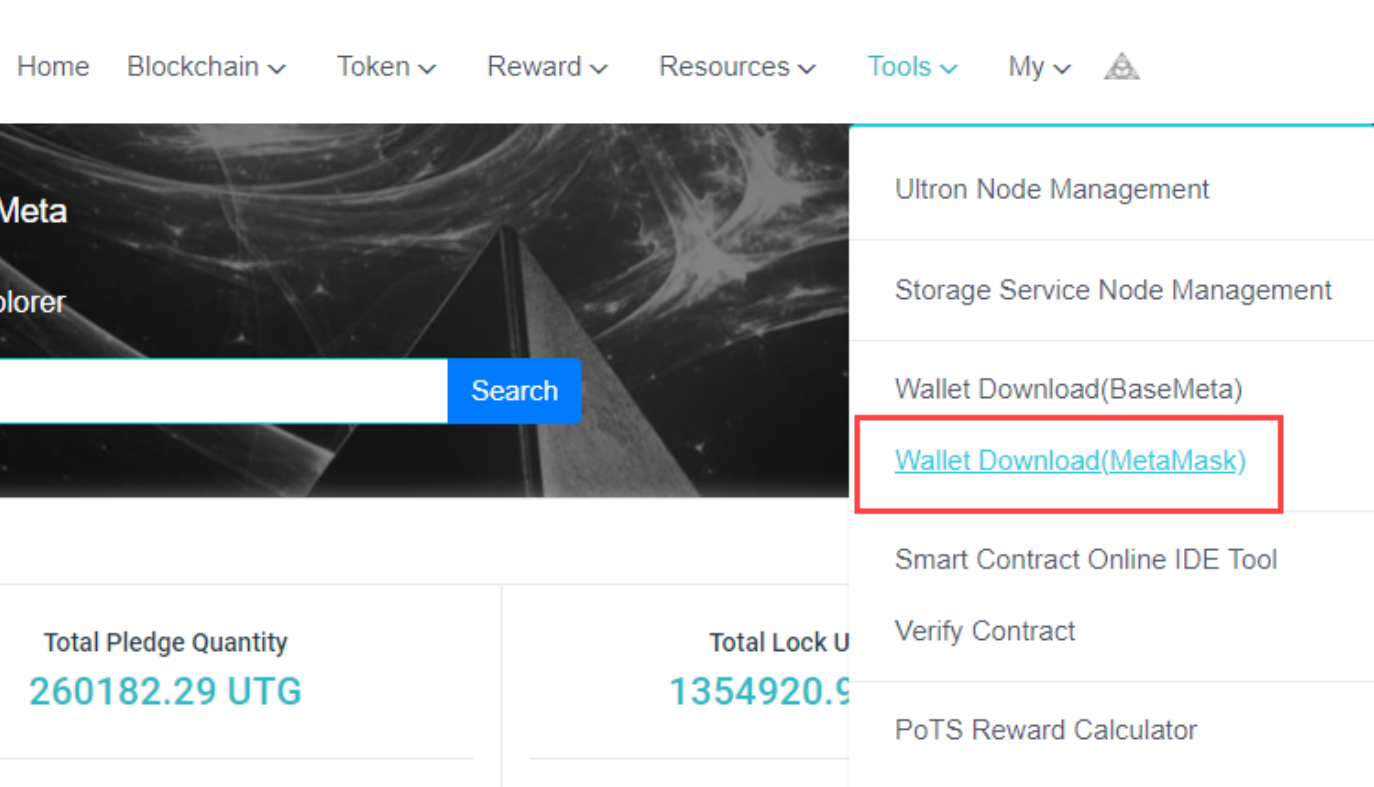 Home Blockchain Token Reward Resources Tools My
Meta
plorer
Search
Ultron Node Management
Storage Service Node Management
Wallet Download(BaseMeta)
Wallet Download(MetaMask)
Smart Contract Online IDE Tool
Verify Contract
PoTS Reward Calculator
Total Pledge Quantity
260182.29 UTG
Total Lock U
1354920.9